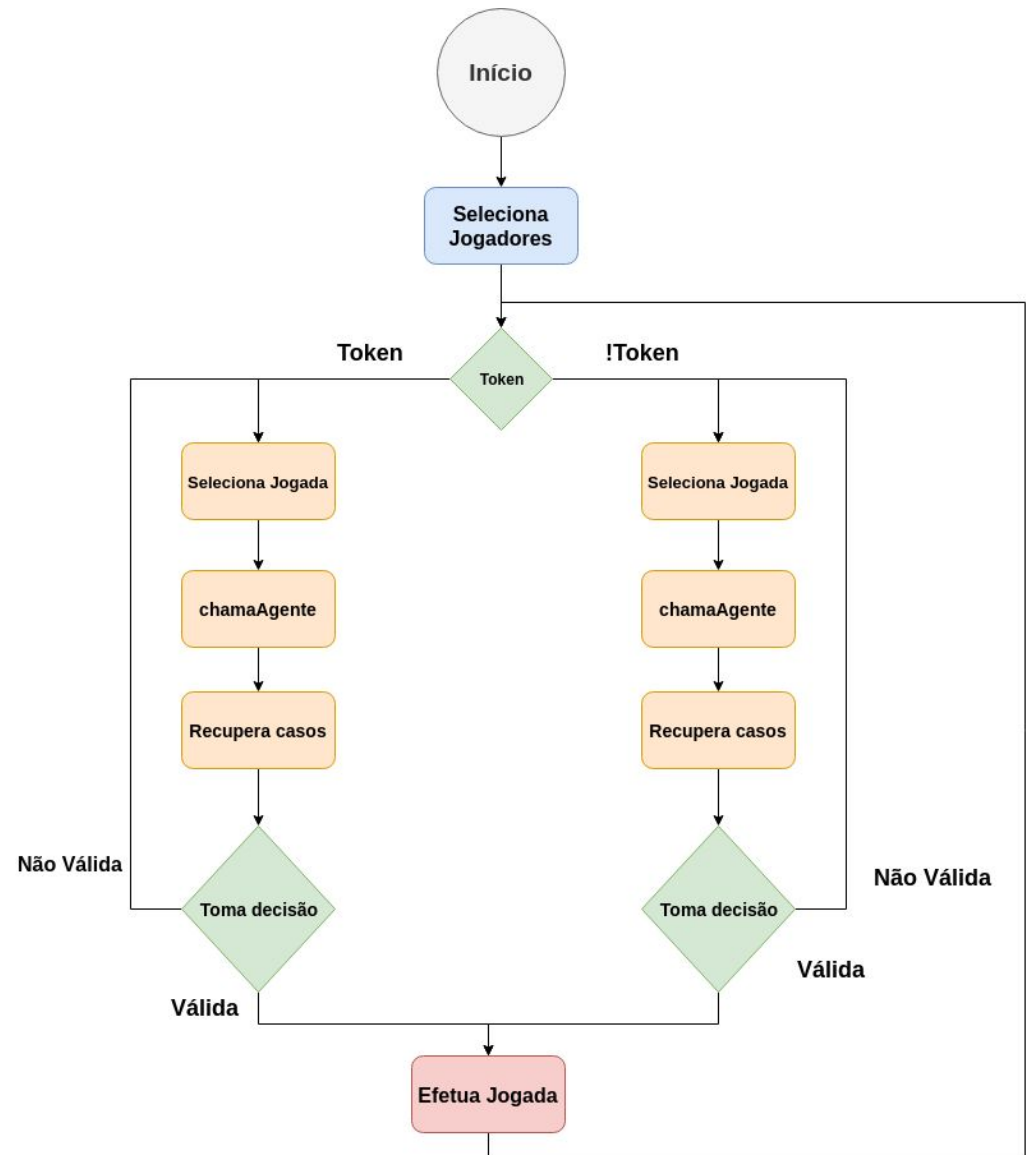 Início
Seleciona
Jogadores
Token
!Token
Token
Seleciona Jogada
Seleciona Jogada
chamaAgente
chamaAgente
Recupera casos
Recupera casos
Não Válida
Não Válida
Toma decisão
Toma decisão
Válida
Válida
Efetua Jogada